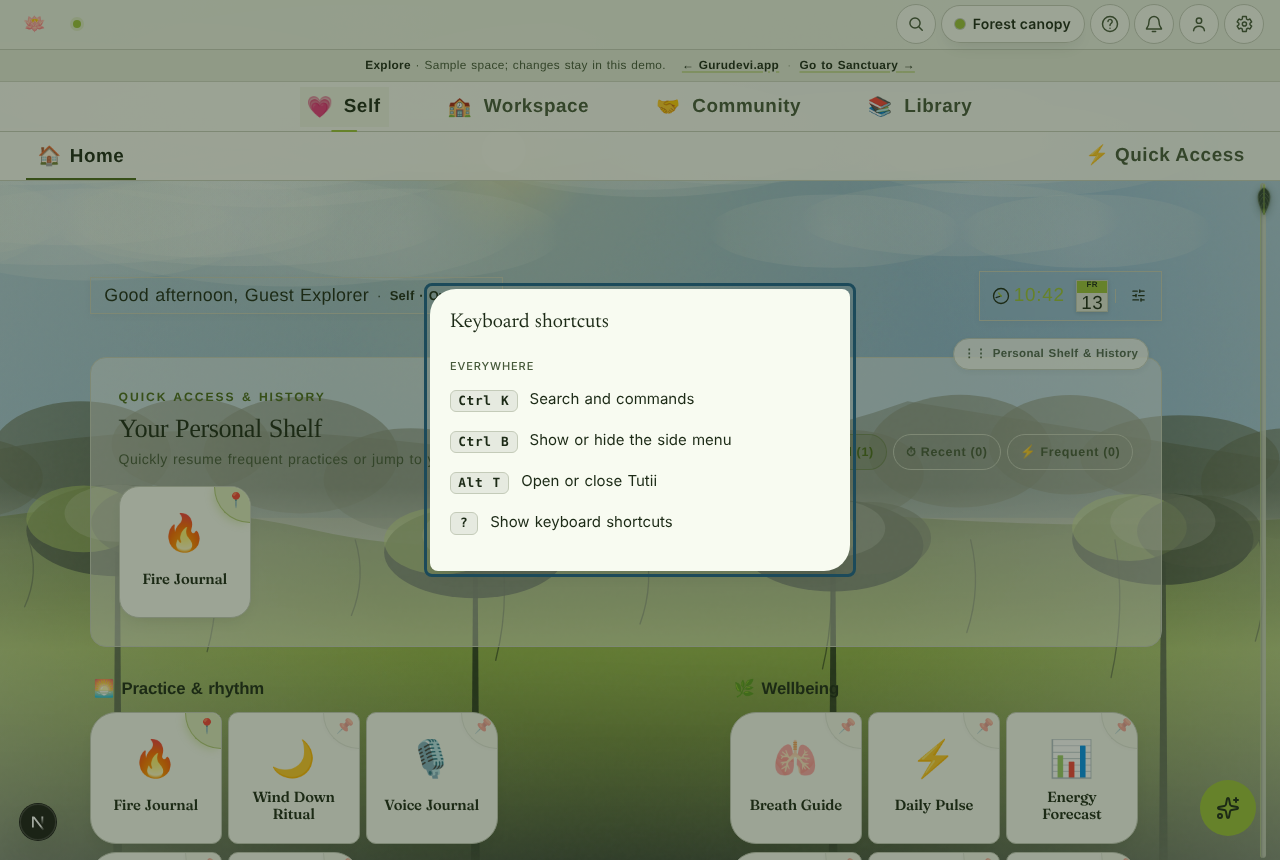 Forest canopy
Explore · Sample space; changes stay in this demo. ← Gurudevi.app · Go to Sanctuary →
Self
Workspace
Community
Library
Home
Quick Access
Good afternoon, Guest Explorer · Self ·
10:42
FR
13
Personal Shelf & History
QUICK ACCESS & HISTORY
Your Personal Shelf
Quickly resume frequent practices or jump to
(1)
Recent (0)
Frequent (0)
Fire Journal
Keyboard shortcuts
EVERYWHERE
Ctrl K Search and commands
Ctrl B Show or hide the side menu
Alt T Open or close Tutii
? Show keyboard shortcuts
Practice & rhythm
Wellbeing
Fire Journal
Wind Down
Ritual
Voice Journal
Breath Guide
Daily Pulse
Energy
Forecast
N